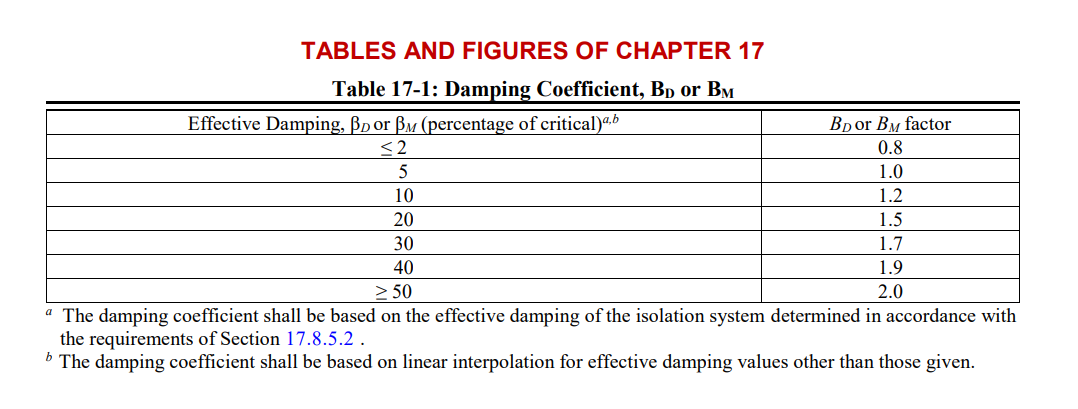 TABLES AND FIGURES OF CHAPTER 17
Table 17-1: Damping Coefficient, BD or BM
Effective Damping, βD or βM (percentage of critical)a,b BD or BM factor
≤ 2 0.8
5 1.0
10 1.2
20 1.5
30 1.7
40 1.9
≥ 50 2.0
a The damping coefficient shall be based on the effective damping of the isolation system determined in accordance with
the requirements of Section 17.8.5.2 .
b The damping coefficient shall be based on linear interpolation for effective damping values other than those given.